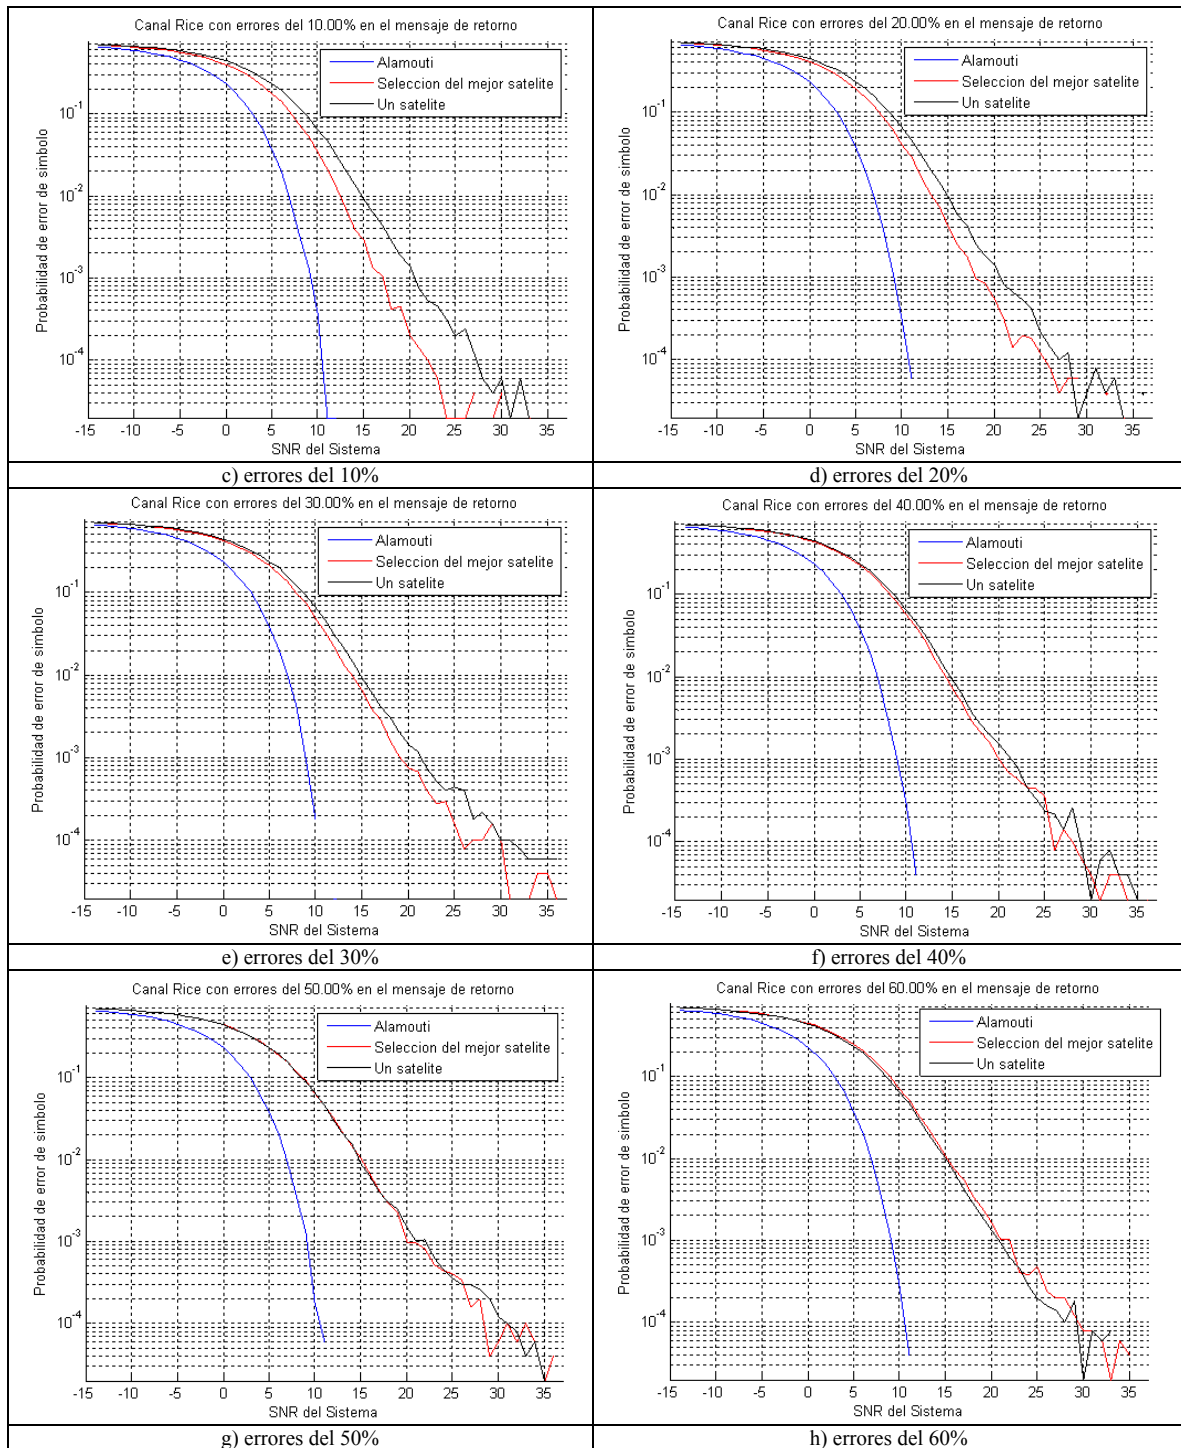 Canal Rice con errores del 10.00% en el mensaje de retorno
Alamouti
Seleccion del mejor satelite
Un satelite
Probabilidad de error de simbolo
10^-1
10^-2
10^-3
10^-4
-15 -10 -5 0 5 10 15 20 25 30 35
SNR del Sistema
c) errores del 10%
Canal Rice con errores del 20.00% en el mensaje de retorno
Alamouti
Seleccion del mejor satelite
Un satelite
Probabilidad de error de simbolo
10^-1
10^-2
10^-3
10^-4
-15 -10 -5 0 5 10 15 20 25 30 35
SNR del Sistema
d) errores del 20%
Canal Rice con errores del 30.00% en el mensaje de retorno
Alamouti
Seleccion del mejor satelite
Un satelite
Probabilidad de error de simbolo
10^-1
10^-2
10^-3
10^-4
-15 -10 -5 0 5 10 15 20 25 30 35
SNR del Sistema
e) errores del 30%
Canal Rice con errores del 40.00% en el mensaje de retorno
Alamouti
Seleccion del mejor satelite
Un satelite
Probabilidad de error de simbolo
10^-1
10^-2
10^-3
10^-4
-15 -10 -5 0 5 10 15 20 25 30 35
SNR del Sistema
f) errores del 40%
Canal Rice con errores del 50.00% en el mensaje de retorno
Alamouti
Seleccion del mejor satelite
Un satelite
Probabilidad de error de simbolo
10^-1
10^-2
10^-3
10^-4
-15 -10 -5 0 5 10 15 20 25 30 35
SNR del Sistema
g) errores del 50%
Canal Rice con errores del 60.00% en el mensaje de retorno
Alamouti
Seleccion del mejor satelite
Un satelite
Probabilidad de error de simbolo
10^-1
10^-2
10^-3
10^-4
-15 -10 -5 0 5 10 15 20 25 30 35
SNR del Sistema
h) errores del 60%